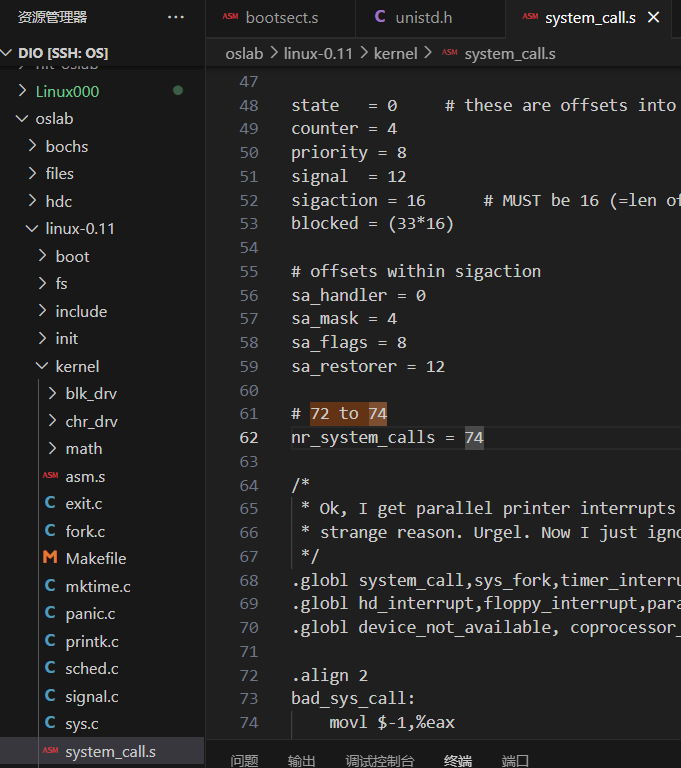 资源管理器
DIO [SSH: OS]
Linux000
oslab
bochs
files
hdc
linux-0.11
boot
fs
include
init
kernel
blk_drv
chr_drv
math
ASM asm.s
C exit.c
C fork.c
M Makefile
C mktime.c
C panic.c
C printk.c
C sched.c
C signal.c
C sys.c
ASM system_call.s
ASM bootsect.s C unistd.h ASM system_call.s
oslab > linux-0.11 > kernel > ASM system_call.s
47
48 state = 0 # these are offsets into
49 counter = 4
50 priority = 8
51 signal = 12
52 sigaction = 16 # MUST be 16 (=len of
53 blocked = (33*16)
54
55 # offsets within sigaction
56 sa_handler = 0
57 sa_mask = 4
58 sa_flags = 8
59 sa_restorer = 12
60
61 # 72 to 74
62 nr_system_calls = 74
63
64 /*
65 * Ok, I get parallel printer interrupts
66 * strange reason. Urgel. Now I just igno
67 */
68 .globl system_call,sys_fork,timer_interru
69 .globl hd_interrupt,floppy_interrupt,para
70 .globl device_not_available, coprocessor_
71
72 .align 2
73 bad_sys_call:
74 movl $-1,%eax
问题 输出 调试控制台 终端 端口